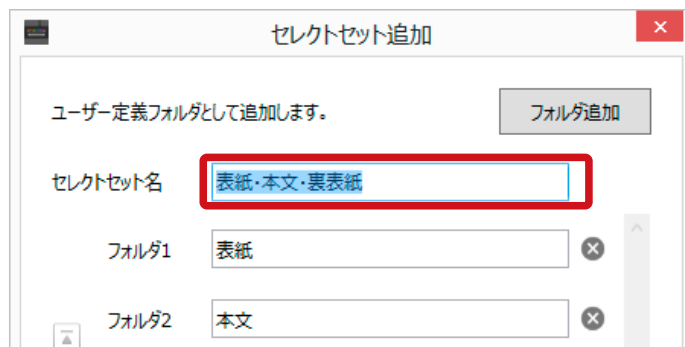 セレクトセット追加
ユーザー定義フォルダとして追加します。 フォルダ追加
セレクトセット名 表紙・本文・裏表紙
フォルダ1 表紙
フォルダ2 本文